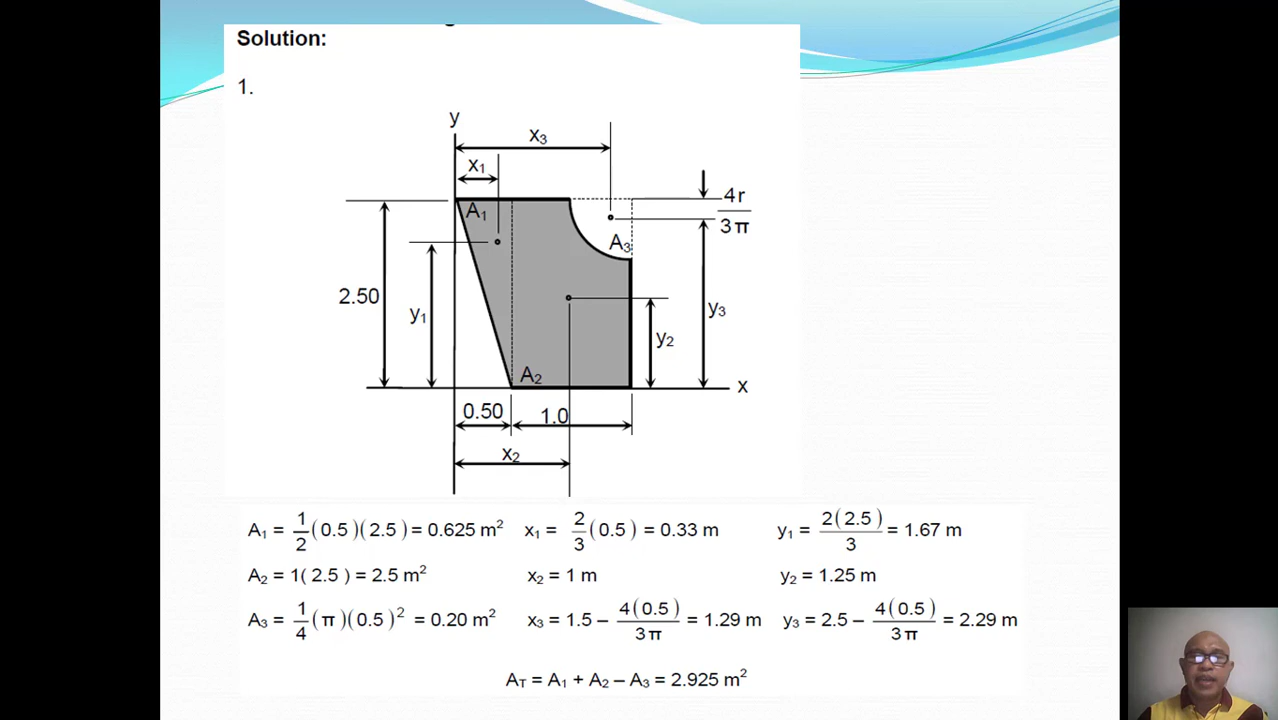 Solution:
1.
y
x₃
x₁
4r
3π
A₁
A₃
2.50
y₁
y₃
y₂
A₂
x
0.50
1.0
x₂
A₁ = 1/2 (0.5)(2.5) = 0.625 m² x₁ = 2/3 (0.5) = 0.33 m y₁ = 2(2.5)/3 = 1.67 m
A₂ = 1(2.5) = 2.5 m² x₂ = 1 m y₂ = 1.25 m
A₃ = 1/4 (π)(0.5)² = 0.20 m² x₃ = 1.5 – 4(0.5)/3π = 1.29 m y₃ = 2.5 – 4(0.5)/3π = 2.29 m
A_T = A₁ + A₂ – A₃ = 2.925 m²